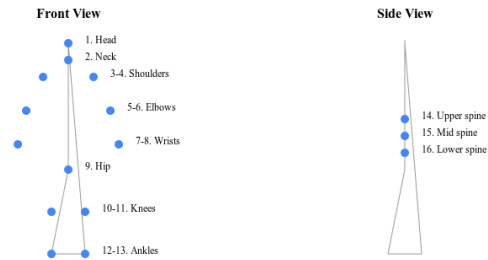 Front View
1. Head
2. Neck
3-4. Shoulders
5-6. Elbows
7-8. Wrists
9. Hip
10-11. Knees
12-13. Ankles
Side View
14. Upper spine
15. Mid spine
16. Lower spine